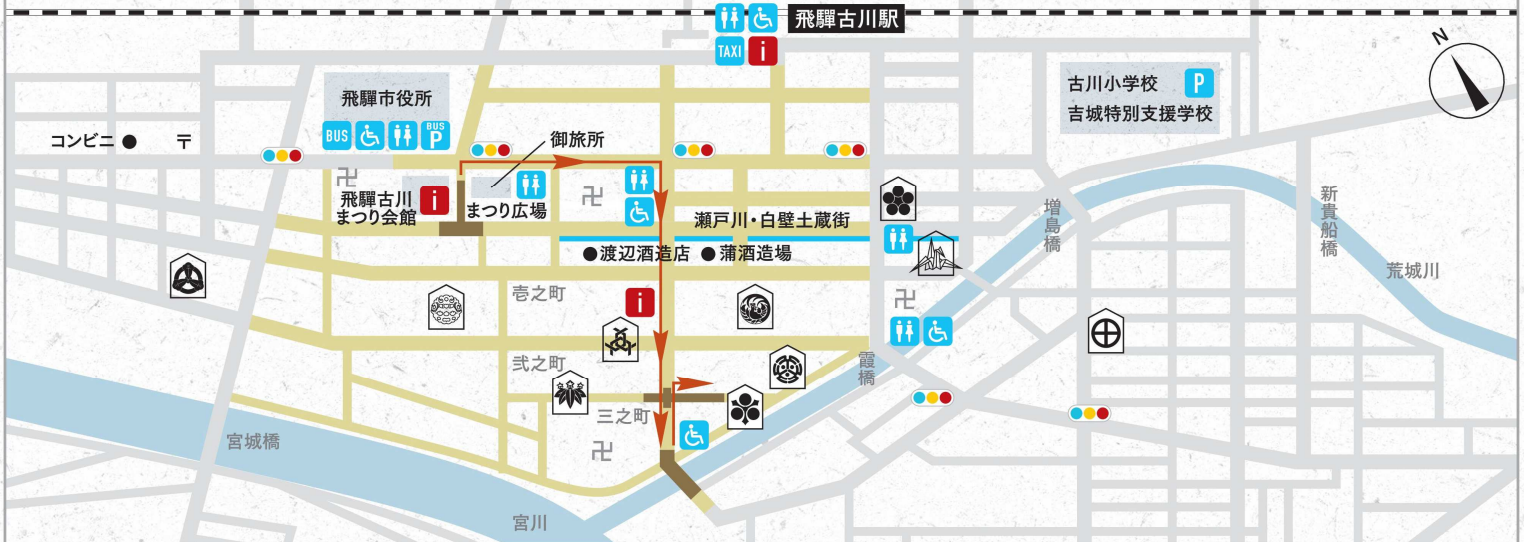 飛驒古川駅
TAXI
i
N
飛驒市役所
BUS
BUS
P
古川小学校
P
吉城特別支援学校
コンビニ
〒
御旅所
飛驒古川
まつり会館
i
まつり広場
瀬戸川・白壁土蔵街
渡辺酒造店
蒲酒造場
増島橋
新貴船橋
荒城川
壱之町
i
弐之町
三之町
霞橋
宮城橋
宮川